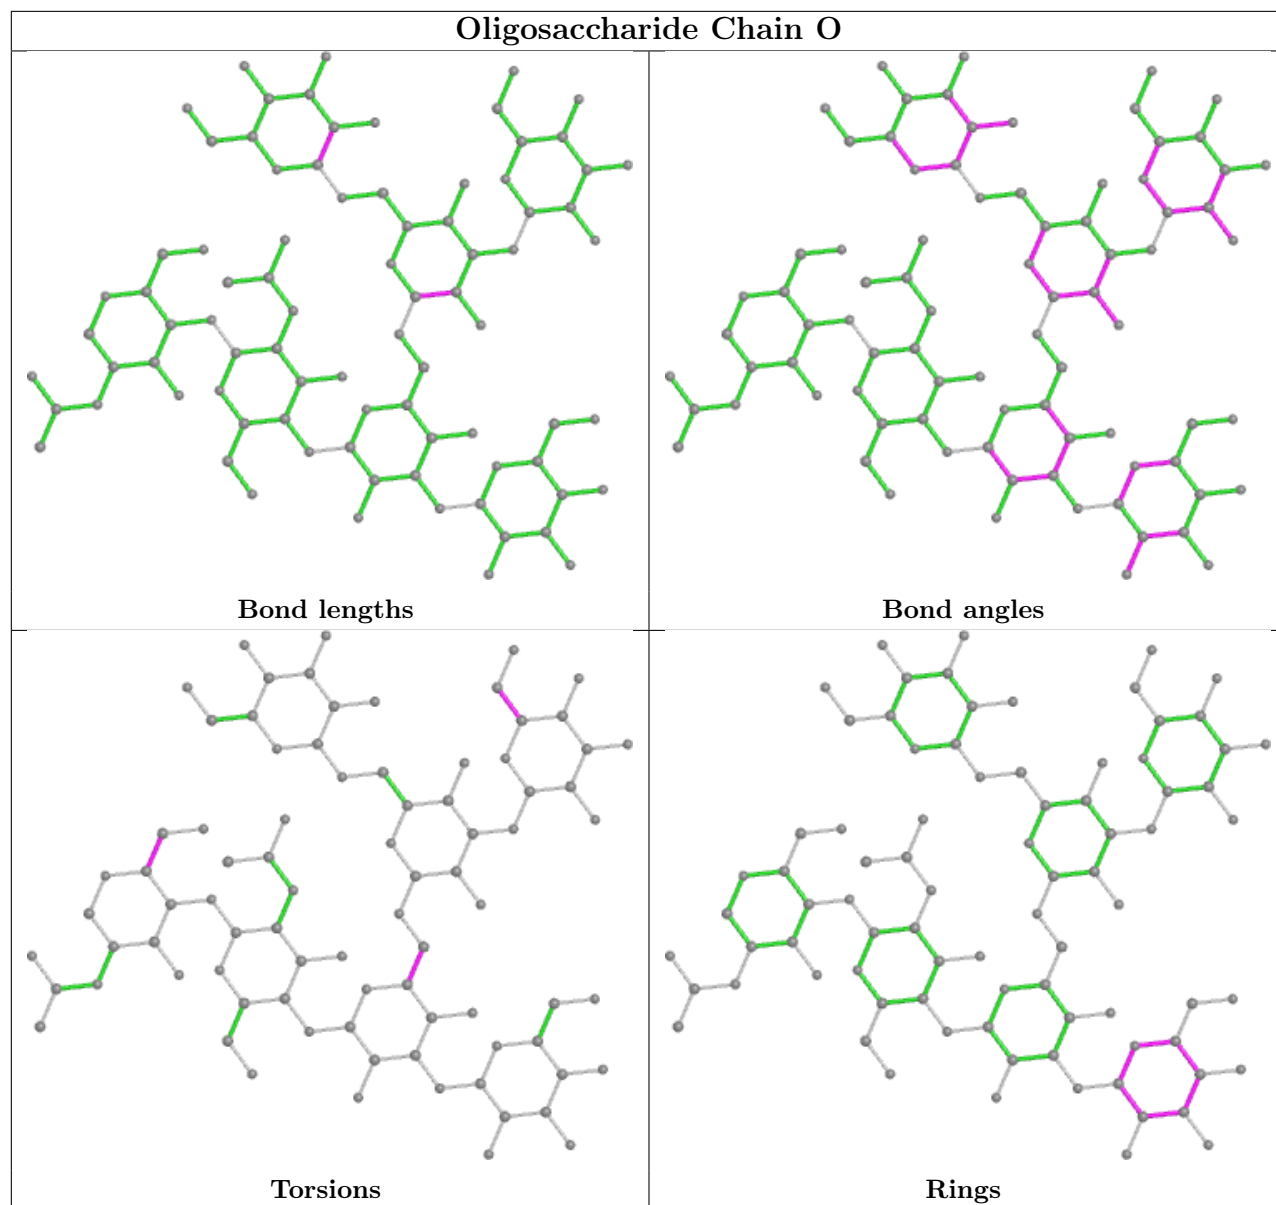 Oligosaccharide Chain O
Bond lengths
Bond angles
Torsions
Rings